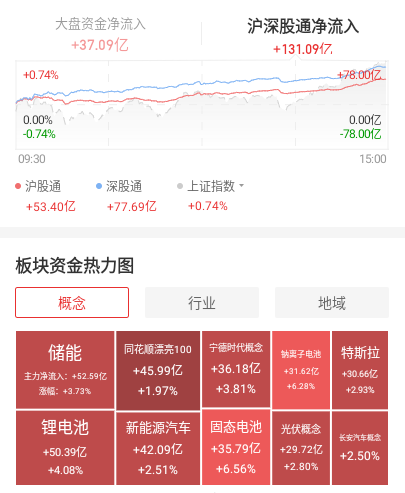 大盘资金净流入
+37.09亿
沪深股通净流入
+131.09亿
+0.74%
+78.00亿
0.00%
0.00亿
-0.74%
-78.00亿
09:30
15:00
沪股通
深股通
上证指数
+53.40亿
+77.69亿
+0.74%
板块资金热力图
概念
行业
地域
储能
主力净流入：+52.59亿
涨幅：+3.73%
同花顺漂亮100
+45.99亿
+1.97%
宁德时代概念
+36.18亿
+3.81%
钠离子电池
+31.62亿
+6.28%
特斯拉
+30.66亿
+2.93%
锂电池
+50.39亿
+4.08%
新能源汽车
+42.09亿
+2.51%
固态电池
+35.79亿
+6.56%
光伏概念
+29.72亿
+2.80%
长安汽车概念
+2.50%